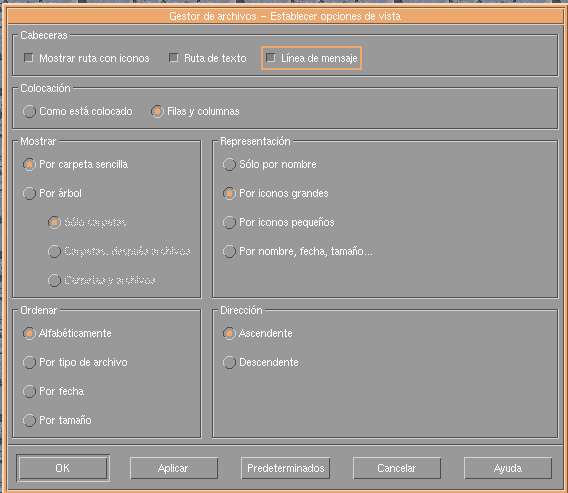 Gestor de archivos - Establecer opciones de vista
Cabeceras
Mostrar ruta con iconos Ruta de texto Línea de mensaje
Colocación
Como está colocado Filas y columnas
Mostrar
Por carpeta sencilla
Por árbol
Sólo carpetas
Carpetas, después archivos
Carpetas y archivos
Representación
Sólo por nombre
Por iconos grandes
Por iconos pequeños
Por nombre, fecha, tamaño...
Ordenar
Alfabéticamente
Por tipo de archivo
Por fecha
Por tamaño
Dirección
Ascendente
Descendente
OK Aplicar Predeterminados Cancelar Ayuda